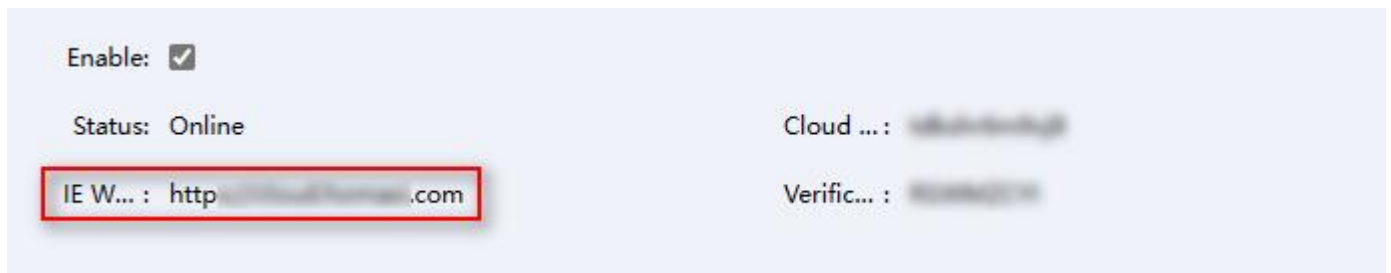 Enable:
Status: Online Cloud ... :
IE W... : http .com Verific... :